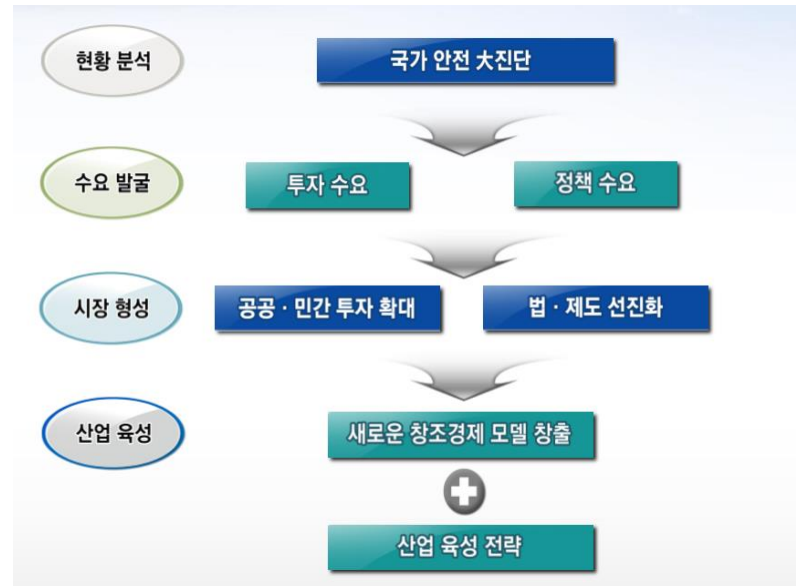 현황 분석
국가 안전 大진단
수요 발굴
투자 수요
정책 수요
시장 형성
공공·민간 투자 확대
법·제도 선진화
산업 육성
새로운 창조경제 모델 창출
산업 육성 전략